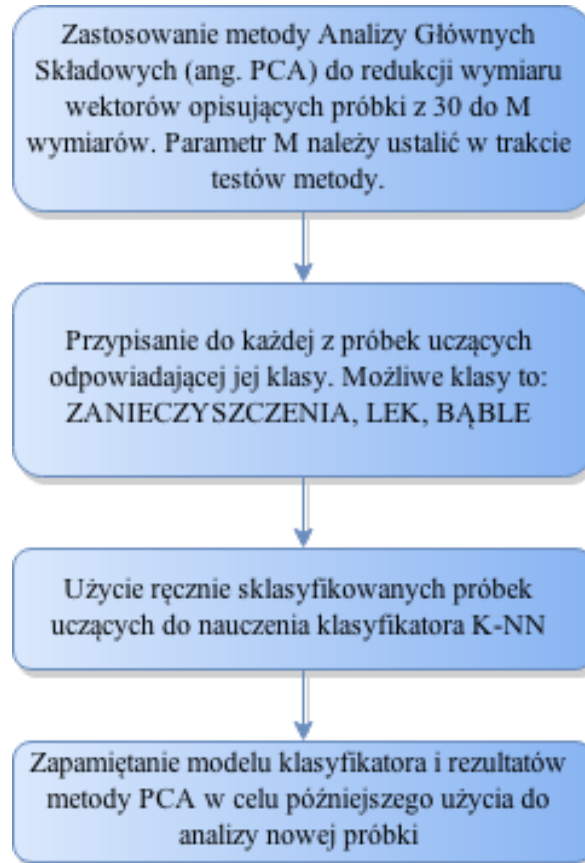 Zastosowanie metody Analizy Głównych
Składowych (ang. PCA) do redukcji wymiaru
wektorów opisujących próbki z 30 do M
wymiarów. Parametr M należy ustalić w trakcie
testów metody.
Przypisanie do każdej z próbek uczących
odpowiadającej jej klasy. Możliwe klasy to:
ZANIECZYSZCZENIA, LEK, BĄBLE
Użycie ręcznie sklasyfikowanych próbek
uczących do nauczenia klasyfikatora K-NN
Zapamiętanie modelu klasyfikatora i rezultatów
metody PCA w celu późniejszego użycia do
analizy nowej próbki